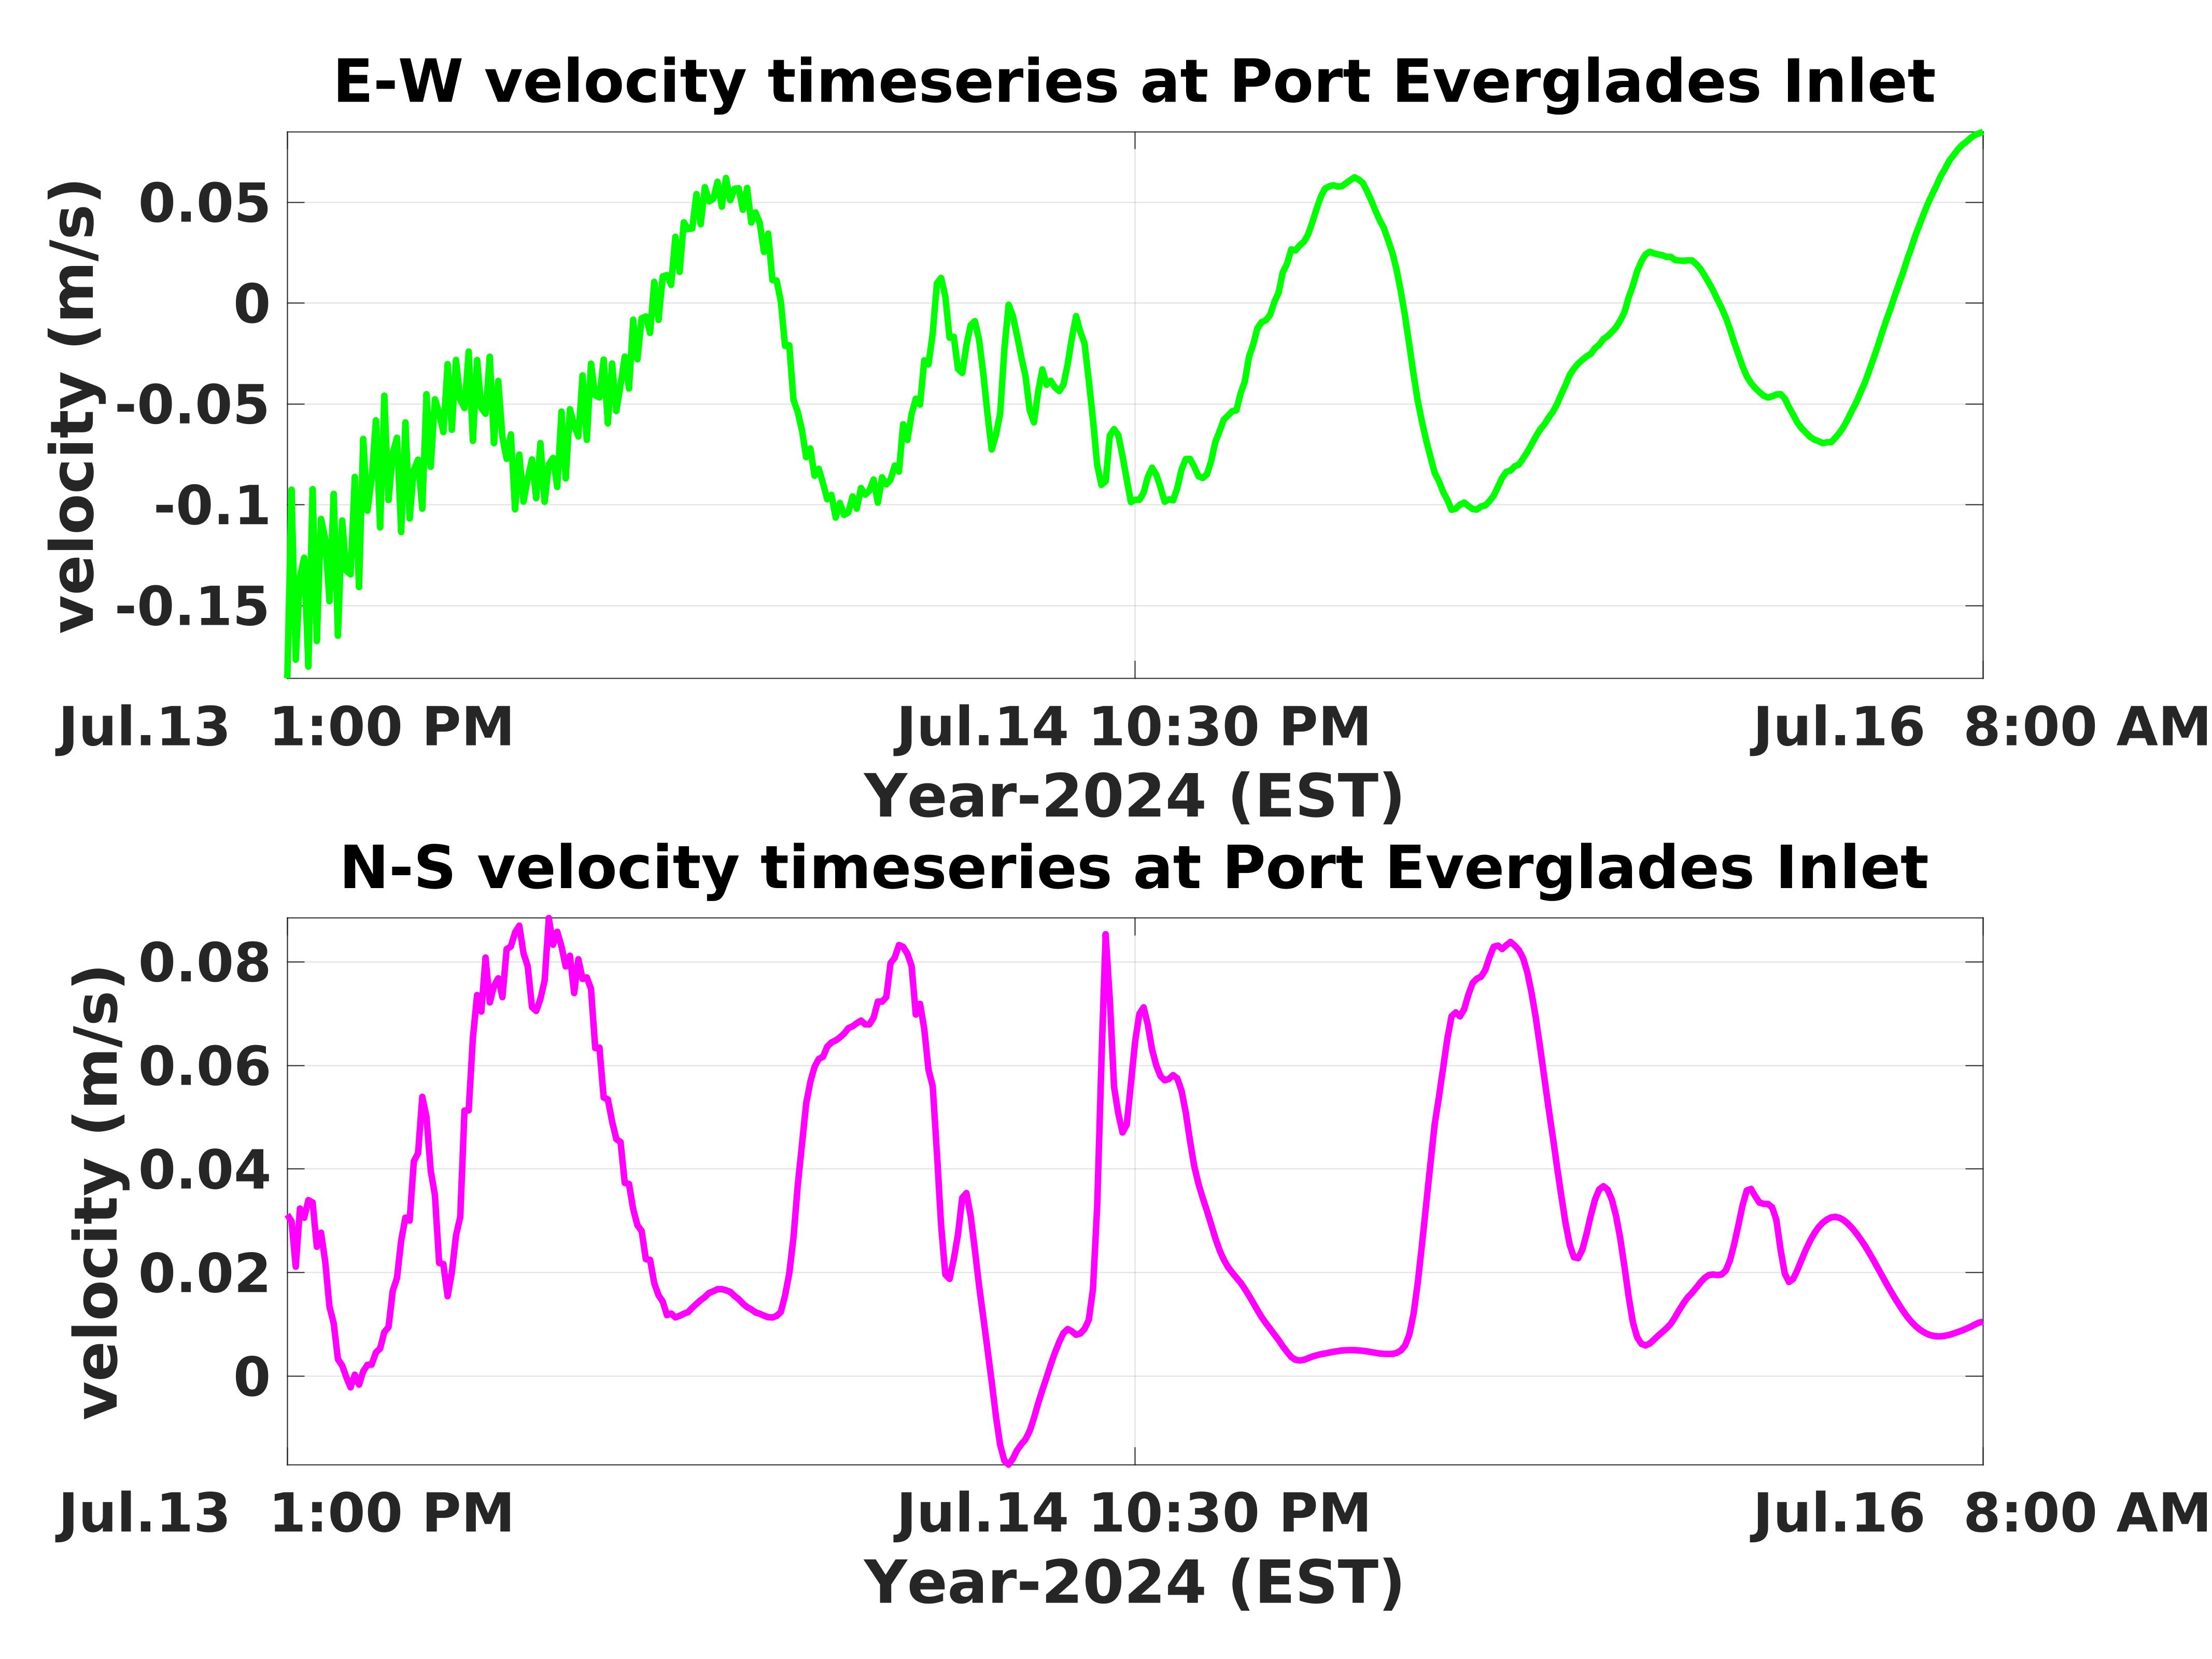 E-W velocity timeseries at Port Everglades Inlet
velocity (m/s)
0.05
0
-0.05
-0.1
-0.15
Jul.13  1:00 PM
Jul.14 10:30 PM
Jul.16  8:00 AM
Year-2024 (EST)
N-S velocity timeseries at Port Everglades Inlet
velocity (m/s)
0.08
0.06
0.04
0.02
0
Jul.13  1:00 PM
Jul.14 10:30 PM
Jul.16  8:00 AM
Year-2024 (EST)